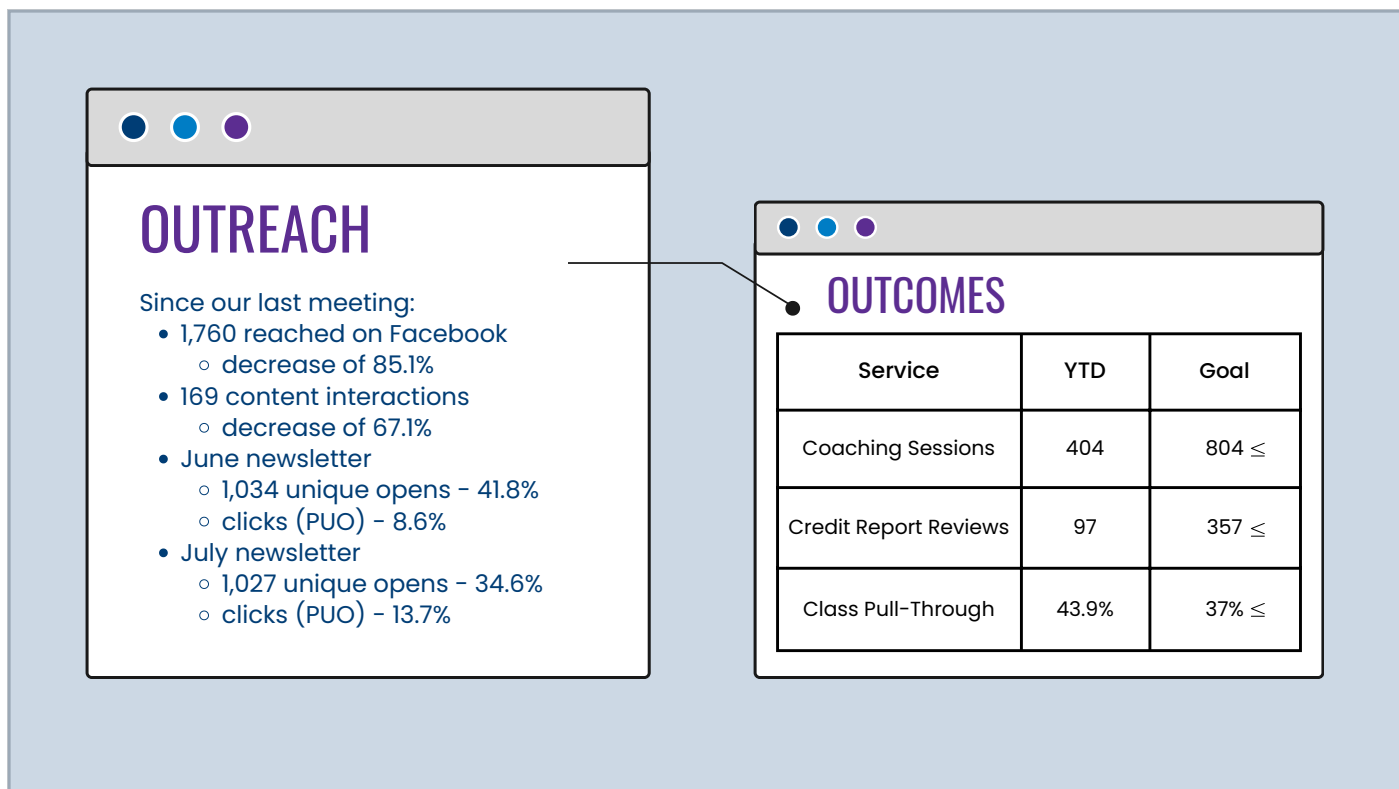 OUTREACH
Since our last meeting:
• 1,760 reached on Facebook
◦ decrease of 85.1%
• 169 content interactions
◦ decrease of 67.1%
• June newsletter
◦ 1,034 unique opens - 41.8%
◦ clicks (PUO) - 8.6%
• July newsletter
◦ 1,027 unique opens - 34.6%
◦ clicks (PUO) - 13.7%
OUTCOMES
Service YTD Goal
Coaching Sessions 404 804 ≤
Credit Report Reviews 97 357 ≤
Class Pull-Through 43.9% 37% ≤